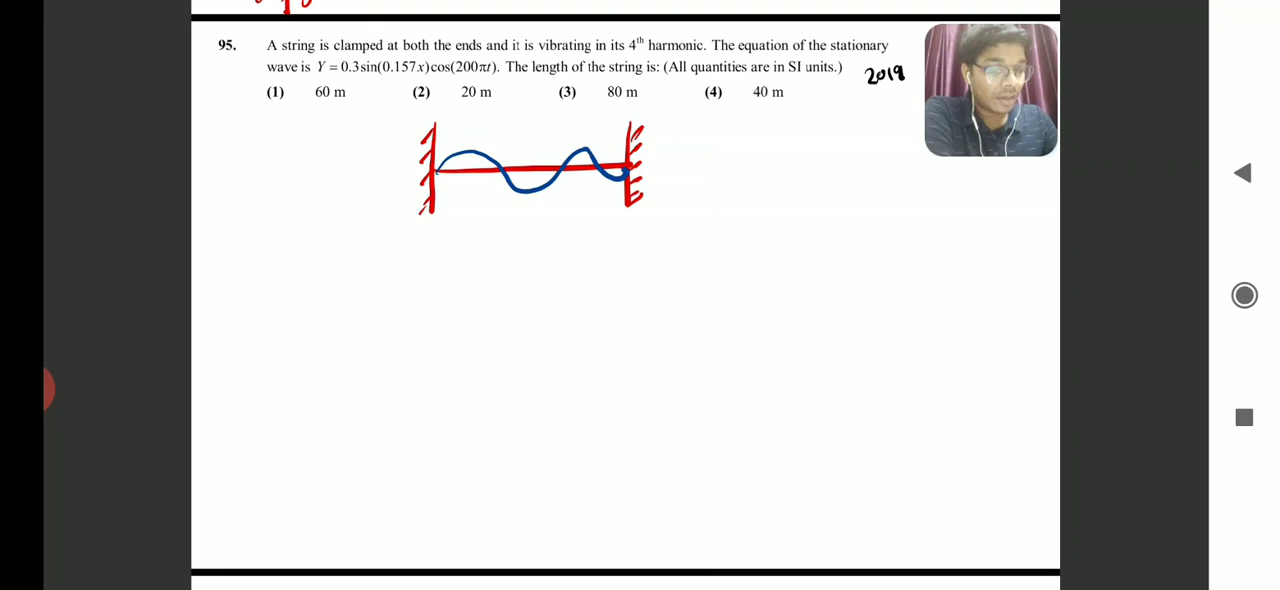 95. A string is clamped at both the ends and it is vibrating in its 4th harmonic. The equation of the stationary
wave is Y = 0.3sin(0.157x)cos(200πt). The length of the string is: (All quantities are in SI units.) 2019
(1) 60 m (2) 20 m (3) 80 m (4) 40 m